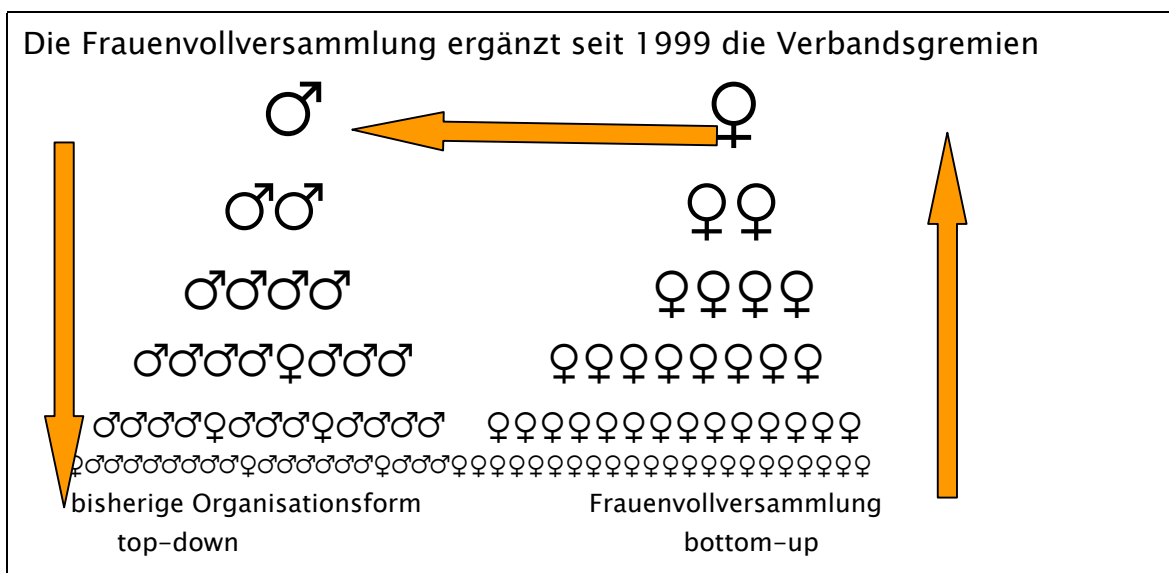 Die Frauenvollversammlung ergänzt seit 1999 die Verbandsgremien
bisherige Organisationsform
top-down
Frauenvollversammlung
bottom-up